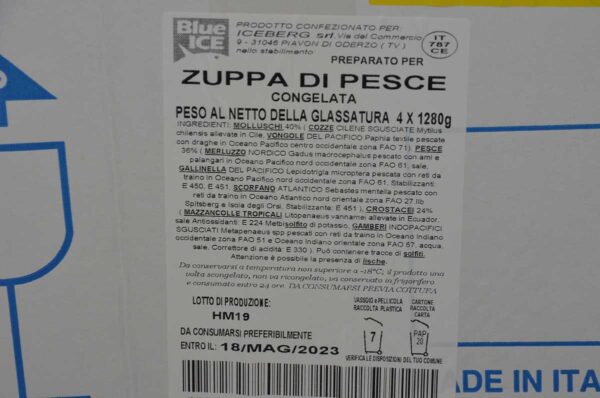 Blue ICE
PRODOTTO CONFEZIONATO PER:
ICEBERG srl. Via del Commercio
9 - 31046 PIAVON DI ODERZO ( TV )
nello stabilimento
IT
787
CE
PREPARATO PER
ZUPPA DI PESCE
CONGELATA
PESO AL NETTO DELLA GLASSATURA 4 X 1280g
INGREDIENTI: MOLLUSCHI 40% ( COZZE CILENE SGUSCIATE Mytilus
chilensis allevate in Cile, VONGOLE DEL PACIFICO Paphia textile pescate
con draghe in Oceano Pacifico centro occidentale zona FAO 71). PESCE
36% ( MERLUZZO NORDICO Gadus macrocephalus pescato con ami e
palangari in Oceano Pacifico nord occidentale zona FAO 61, sale,
GALLINELLA DEL PACIFICO Lepidotrigla microptera pescata con reti da
traino in Oceano Pacifico nord occidentale zona FAO 61. Stabilizzanti:
E 450, E 451, SCORFANO ATLANTICO Sebastes mentella pescato con
reti da traino in Oceano Atlantico nord orientale zona FAO 27.IIb
Spitsberg e Isola degli Orsi. Stabilizzante: E 451 ), CROSTACEI 24%
( MAZZANCOLLE TROPICALI Litopenaeus vannamei allevate in Ecuador,
sale Antiossidanti: E 224 Metbisolfito di potassio, GAMBERI INDOPACIFICI
SGUSCIATI Metapenaeus spp pescati con reti da traino in Oceano Indiano
occidentale zona FAO 51 e Oceano Indiano orientale zona FAO 57, acqua,
sale. Correttore di acidità: E 330 ). Può contenere tracce di solfiti.
Attenzione è possibile la presenza di lische.
Da conservarsi a temperatura non superiore a -18°C; il prodotto una
volta scongelato, non va ricongelato, va conservato in frigorifero
e consumato entro 24 ore. DA CONSUMARSI PREVIA COTTURA
LOTTO DI PRODUZIONE:
HM19
DA CONSUMARSI PREFERIBILMENTE
ENTRO IL: 18/MAG/2023
VASSOIO e PELLICOLA
RACCOLTA PLASTICA
CARTONE
RACCOLTA
CARTA
7
PAP
20
VERIFICA LE DISPOSIZIONI DEL TUO COMUNE
ADE IN ITA